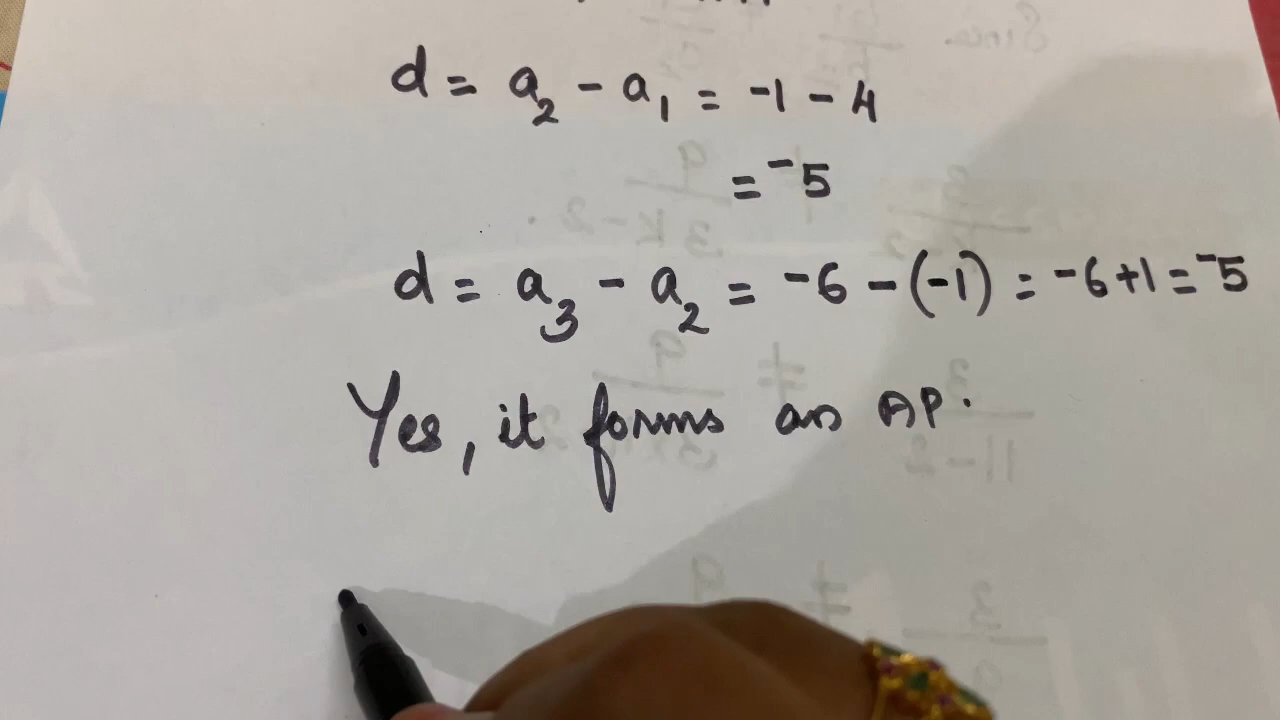 d = a₂ - a₁ = -1 - 4
= -5
d = a₃ - a₂ = -6 - (-1) = -6+1 = -5
Yes, it forms an AP.